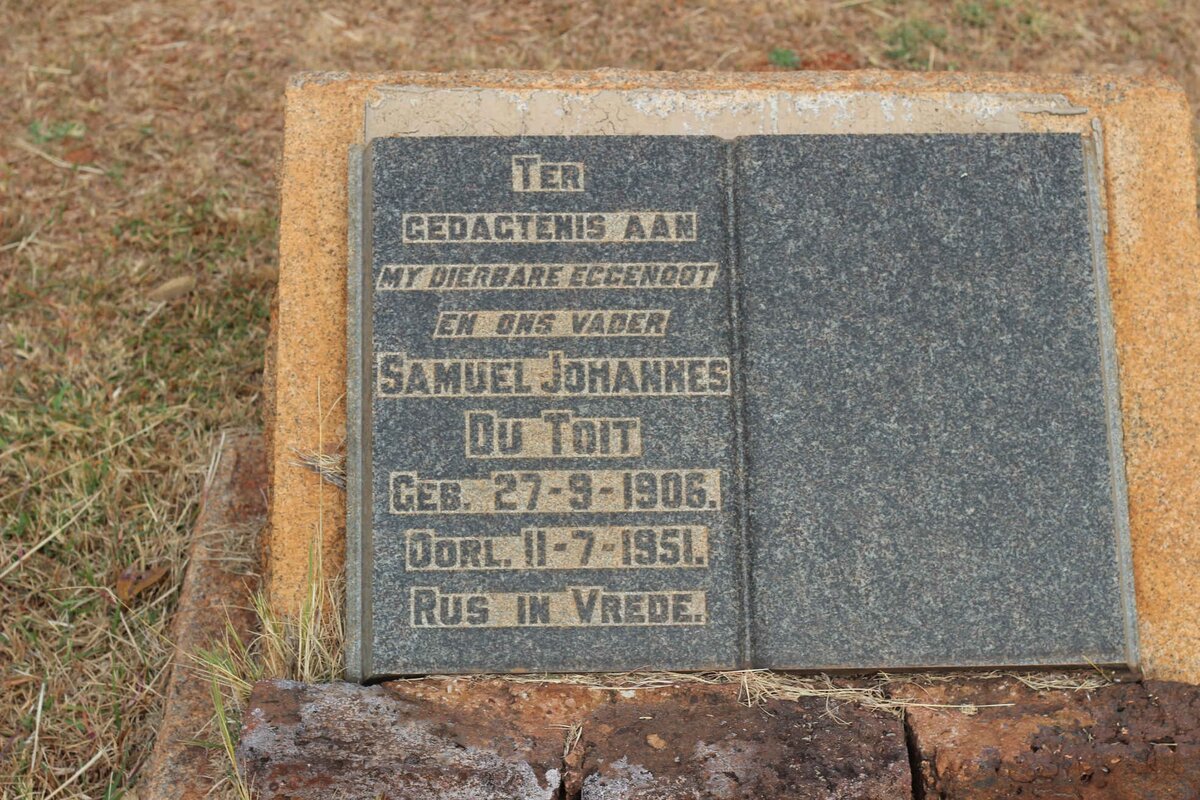 TER
GEDAGTENIS AAN
MY DIERBARE EGGENOOT
EN ONS VADER
SAMUEL JOHANNES
DU TOIT
GEB. 27-9-1906.
OORL. 11-7-1951.
RUS IN VREDE.